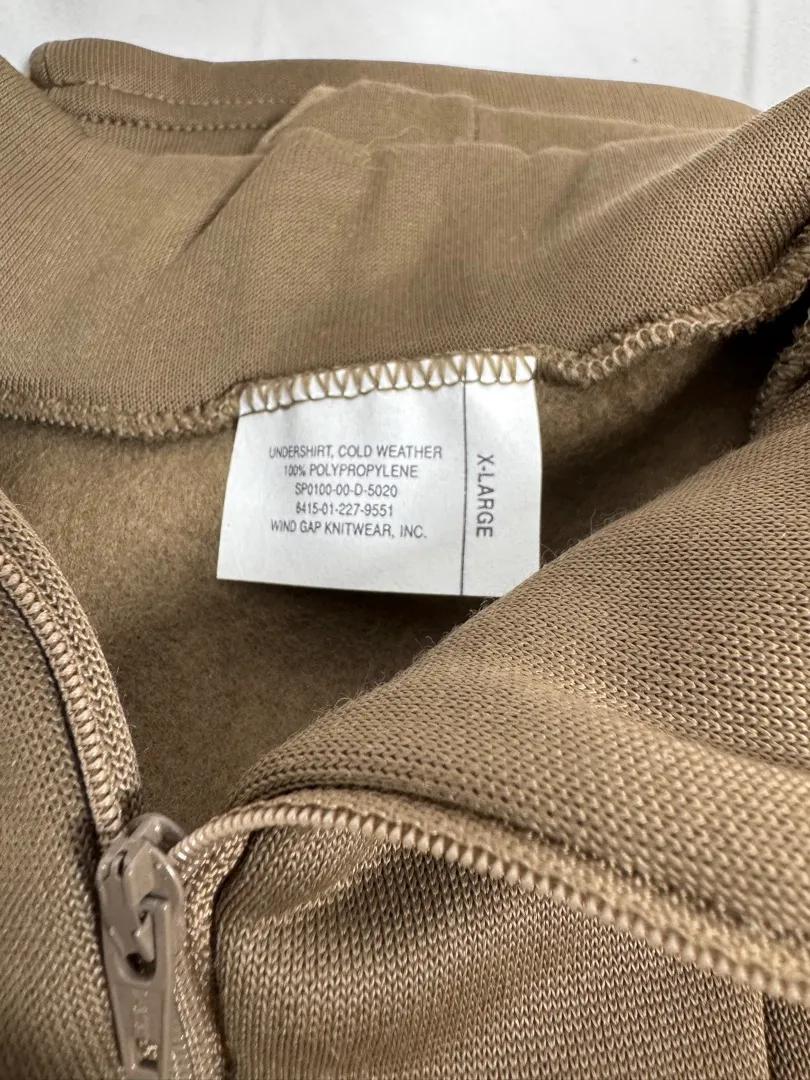 UNDERSHIRT, COLD WEATHER
100% POLYPROPYLENE
SP0100-00-D-5020
8415-01-227-9551
WIND GAP KNITWEAR, INC.
X-LARGE